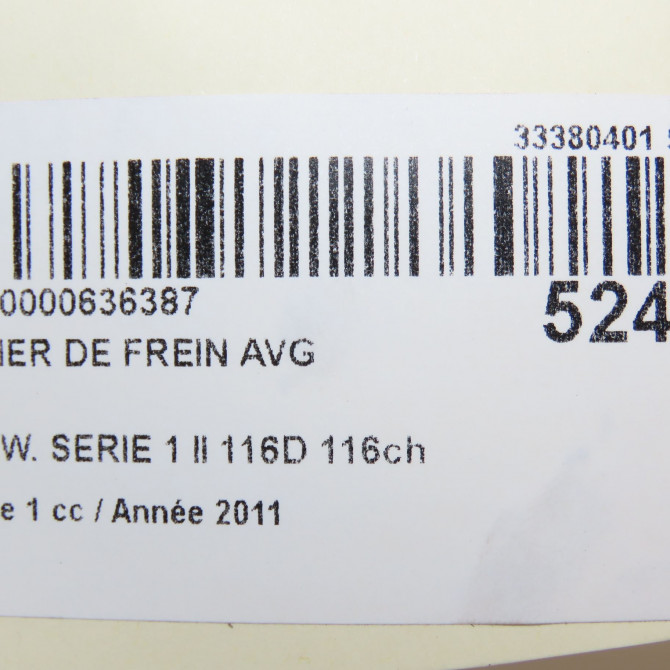 33380401
0000636387
524
IER DE FREIN AVG
W. SERIE 1 II 116D 116ch
e 1 cc / Année 2011